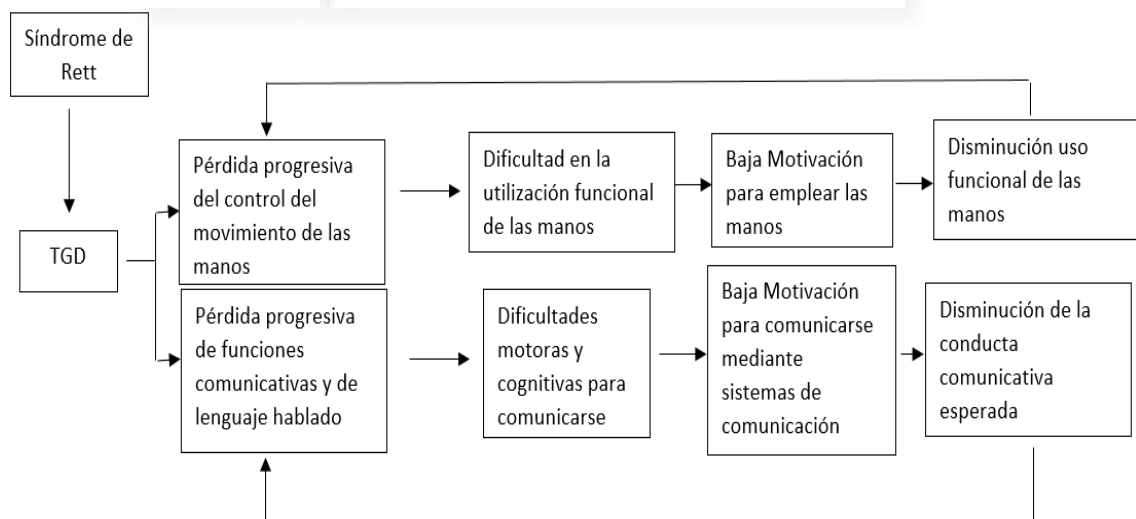 Síndrome de
Rett
TGD
Pérdida progresiva
del control del
movimiento de las
manos
Dificultad en la
utilización funcional
de las manos
Baja Motivación
para emplear las
manos
Disminución uso
funcional de las
manos
Pérdida progresiva
de funciones
comunicativas y de
lenguaje hablado
Dificultades
motoras y
cognitivas para
comunicarse
Baja Motivación
para comunicarse
mediante
sistemas de
comunicación
Disminución de la
conducta
comunicativa
esperada